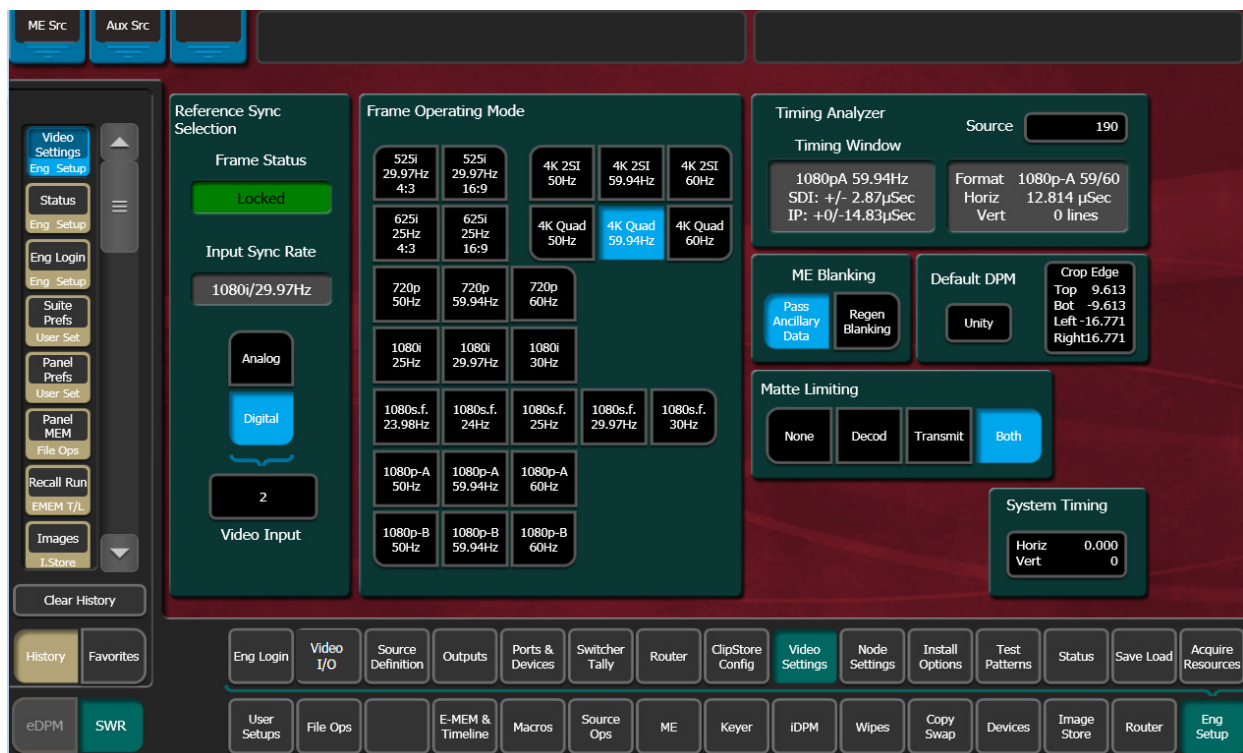 ME Src
Aux Src
Video
Settings
Eng Setup
Status
Eng Setup
Eng Login
Eng Setup
Suite
Prefs
User Set
Panel
Prefs
User Set
Panel
MEM
File Ops
Recall Run
EMEM T/L
Images
I.Store
Clear History
History
Favorites
eDPM
SWR
Reference Sync
Selection
Frame Status
Locked
Input Sync Rate
1080i/29.97Hz
Analog
Digital
2
Video Input
Frame Operating Mode
525i
29.97Hz
4:3
525i
29.97Hz
16:9
4K 2SI
50Hz
4K 2SI
59.94Hz
4K 2SI
60Hz
625i
25Hz
4:3
625i
25Hz
16:9
4K Quad
50Hz
4K Quad
59.94Hz
4K Quad
60Hz
720p
50Hz
720p
59.94Hz
720p
60Hz
1080i
25Hz
1080i
29.97Hz
1080i
30Hz
1080s.f.
23.98Hz
1080s.f.
24Hz
1080s.f.
25Hz
1080s.f.
29.97Hz
1080s.f.
30Hz
1080p-A
50Hz
1080p-A
59.94Hz
1080p-A
60Hz
1080p-B
50Hz
1080p-B
59.94Hz
1080p-B
60Hz
Timing Analyzer
Source
190
Timing Window
1080pA 59.94Hz
SDI: +/- 2.87µSec
IP: +0/-14.83µSec
Format 1080p-A 59/60
Horiz 12.814 µSec
Vert 0 lines
ME Blanking
Pass
Ancillary
Data
Regen
Blanking
Default DPM
Unity
Crop Edge
Top 9.613
Bot -9.613
Left -16.771
Right16.771
Matte Limiting
None
Decod
Transmit
Both
System Timing
Horiz 0.000
Vert 0
Eng Login
Video
I/O
Source
Definition
Outputs
Ports &
Devices
Switcher
Tally
Router
ClipStore
Config
Video
Settings
Node
Settings
Install
Options
Test
Patterns
Status
Save Load
Acquire
Resources
User
Setups
File Ops
E-MEM &
Timeline
Macros
Source
Ops
ME
Keyer
iDPM
Wipes
Copy
Swap
Devices
Image
Store
Router
Eng
Setup